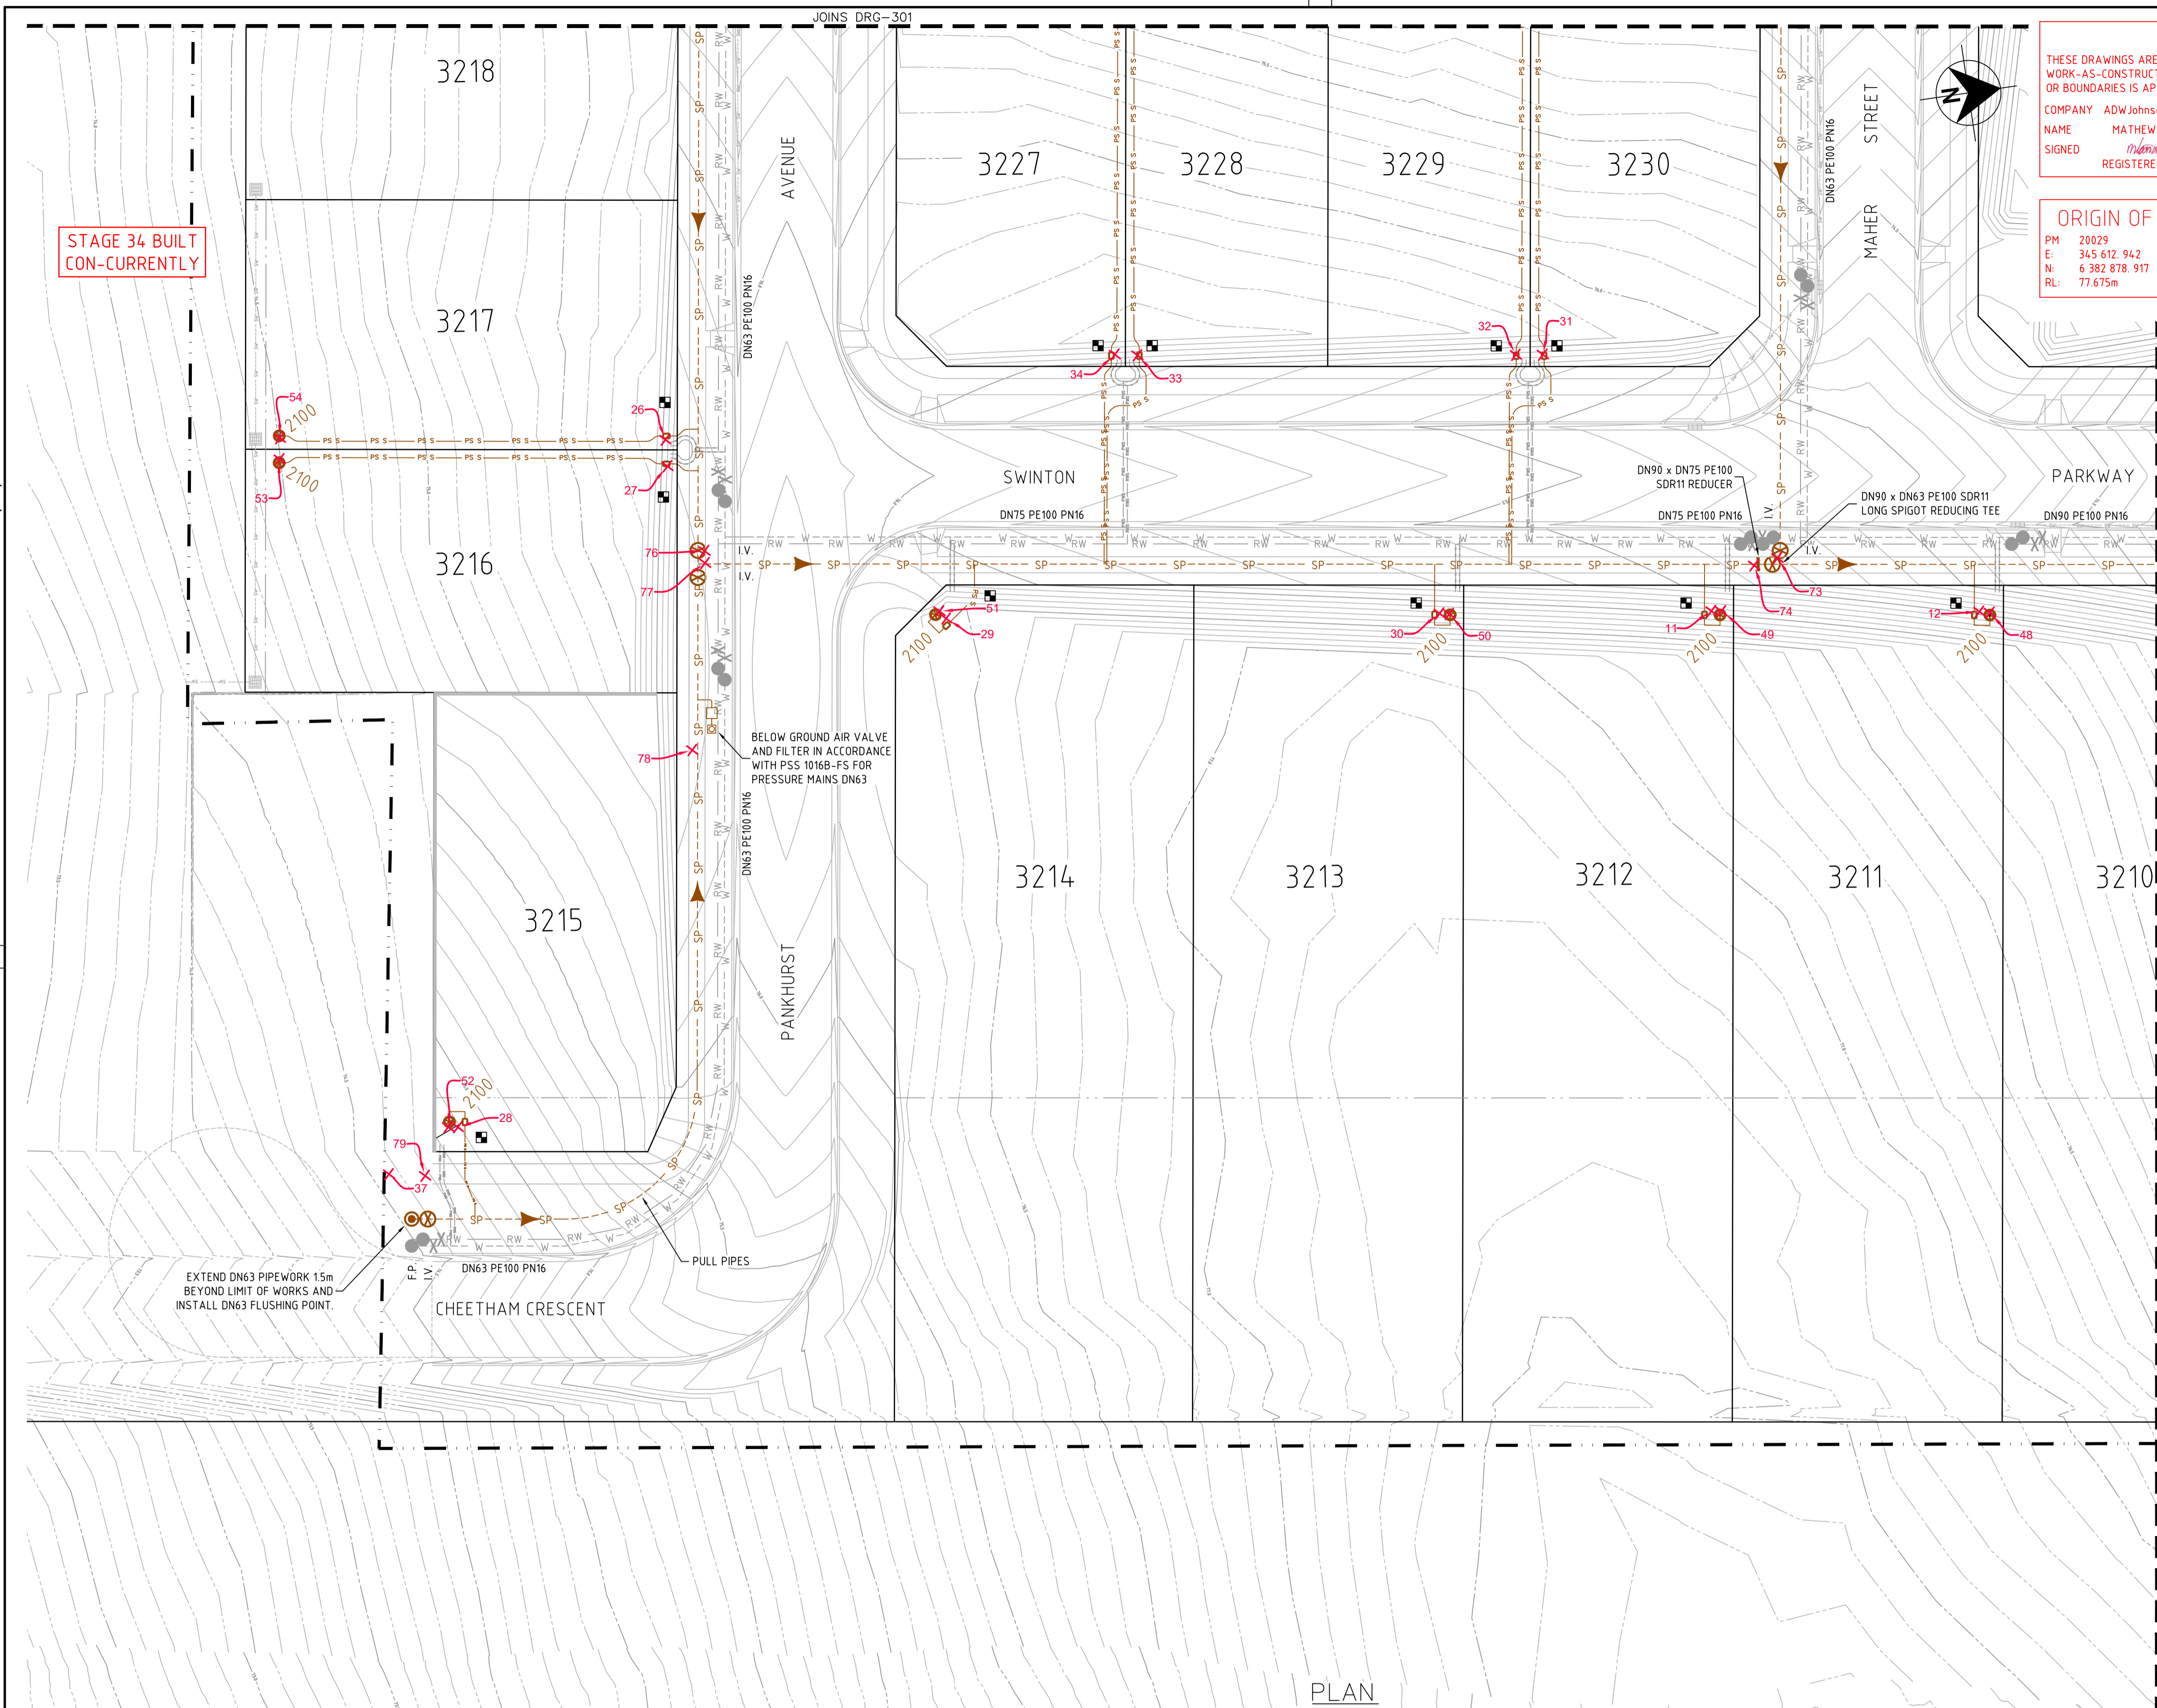 JOINS DRG-301
3218
3227
3228
3229
3230
AVENUE
MAHER STREET
DN63 PE100 PN16
N
THESE DRAWINGS ARE
WORK-AS-CONSTRUCT
OR BOUNDARIES IS AP
COMPANY ADWJohns
NAME MATHEW
SIGNED
REGISTERE
ORIGIN OF
PM 20029
E: 345 612. 942
N: 6 382 878. 917
RL: 77.675m
STAGE 34 BUILT
CON-CURRENTLY
3217
DN63 PE100 PN16
32
31
34
33
54
2100
26
53
2100
27
SWINTON
PARKWAY
DN90 x DN75 PE100
SDR11 REDUCER
DN90 x DN63 PE100 SDR11
LONG SPIGOT REDUCING TEE
DN75 PE100 PN16
DN75 PE100 PN16
I.V.
DN90 PE100 PN16
3216
76
I.V.
77
I.V.
I.V.
73
74
51
29
2100
30
2100
50
11
2100
49
12
2100
48
78
BELOW GROUND AIR VALVE
AND FILTER IN ACCORDANCE
WITH PSS 1016B-FS FOR
PRESSURE MAINS DN63
DN63 PE100 PN16
3215
3214
3213
3212
3211
3210
PANKHURST
52
2100
28
79
37
SP
RW
W
PS S
PULL PIPES
EXTEND DN63 PIPEWORK 1.5m
BEYOND LIMIT OF WORKS AND
INSTALL DN63 FLUSHING POINT.
F.P.
I.V.
DN63 PE100 PN16
CHEETHAM CRESCENT
PLAN